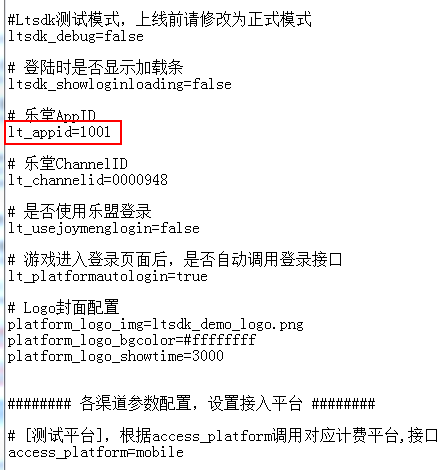 #Ltsdk测试模式，上线前请修改为正式模式
ltsdk_debug=false
# 登陆时是否显示加载条
ltsdk_showloginloading=false
# 乐堂AppID
lt_appid=1001
# 乐堂ChannelID
lt_channelid=0000948
# 是否使用乐盟登录
lt_usejoymenglogin=false
# 游戏进入登录页面后，是否自动调用登录接口
lt_platformautologin=true
# Logo封面配置
platform_logo_img=ltsdk_demo_logo.png
platform_logo_bgcolor=#ffffffff
platform_logo_showtime=3000
######## 各渠道参数配置，设置接入平台 ########
# [测试平台]，根据access_platform调用对应计费平台,接口
access_platform=mobile